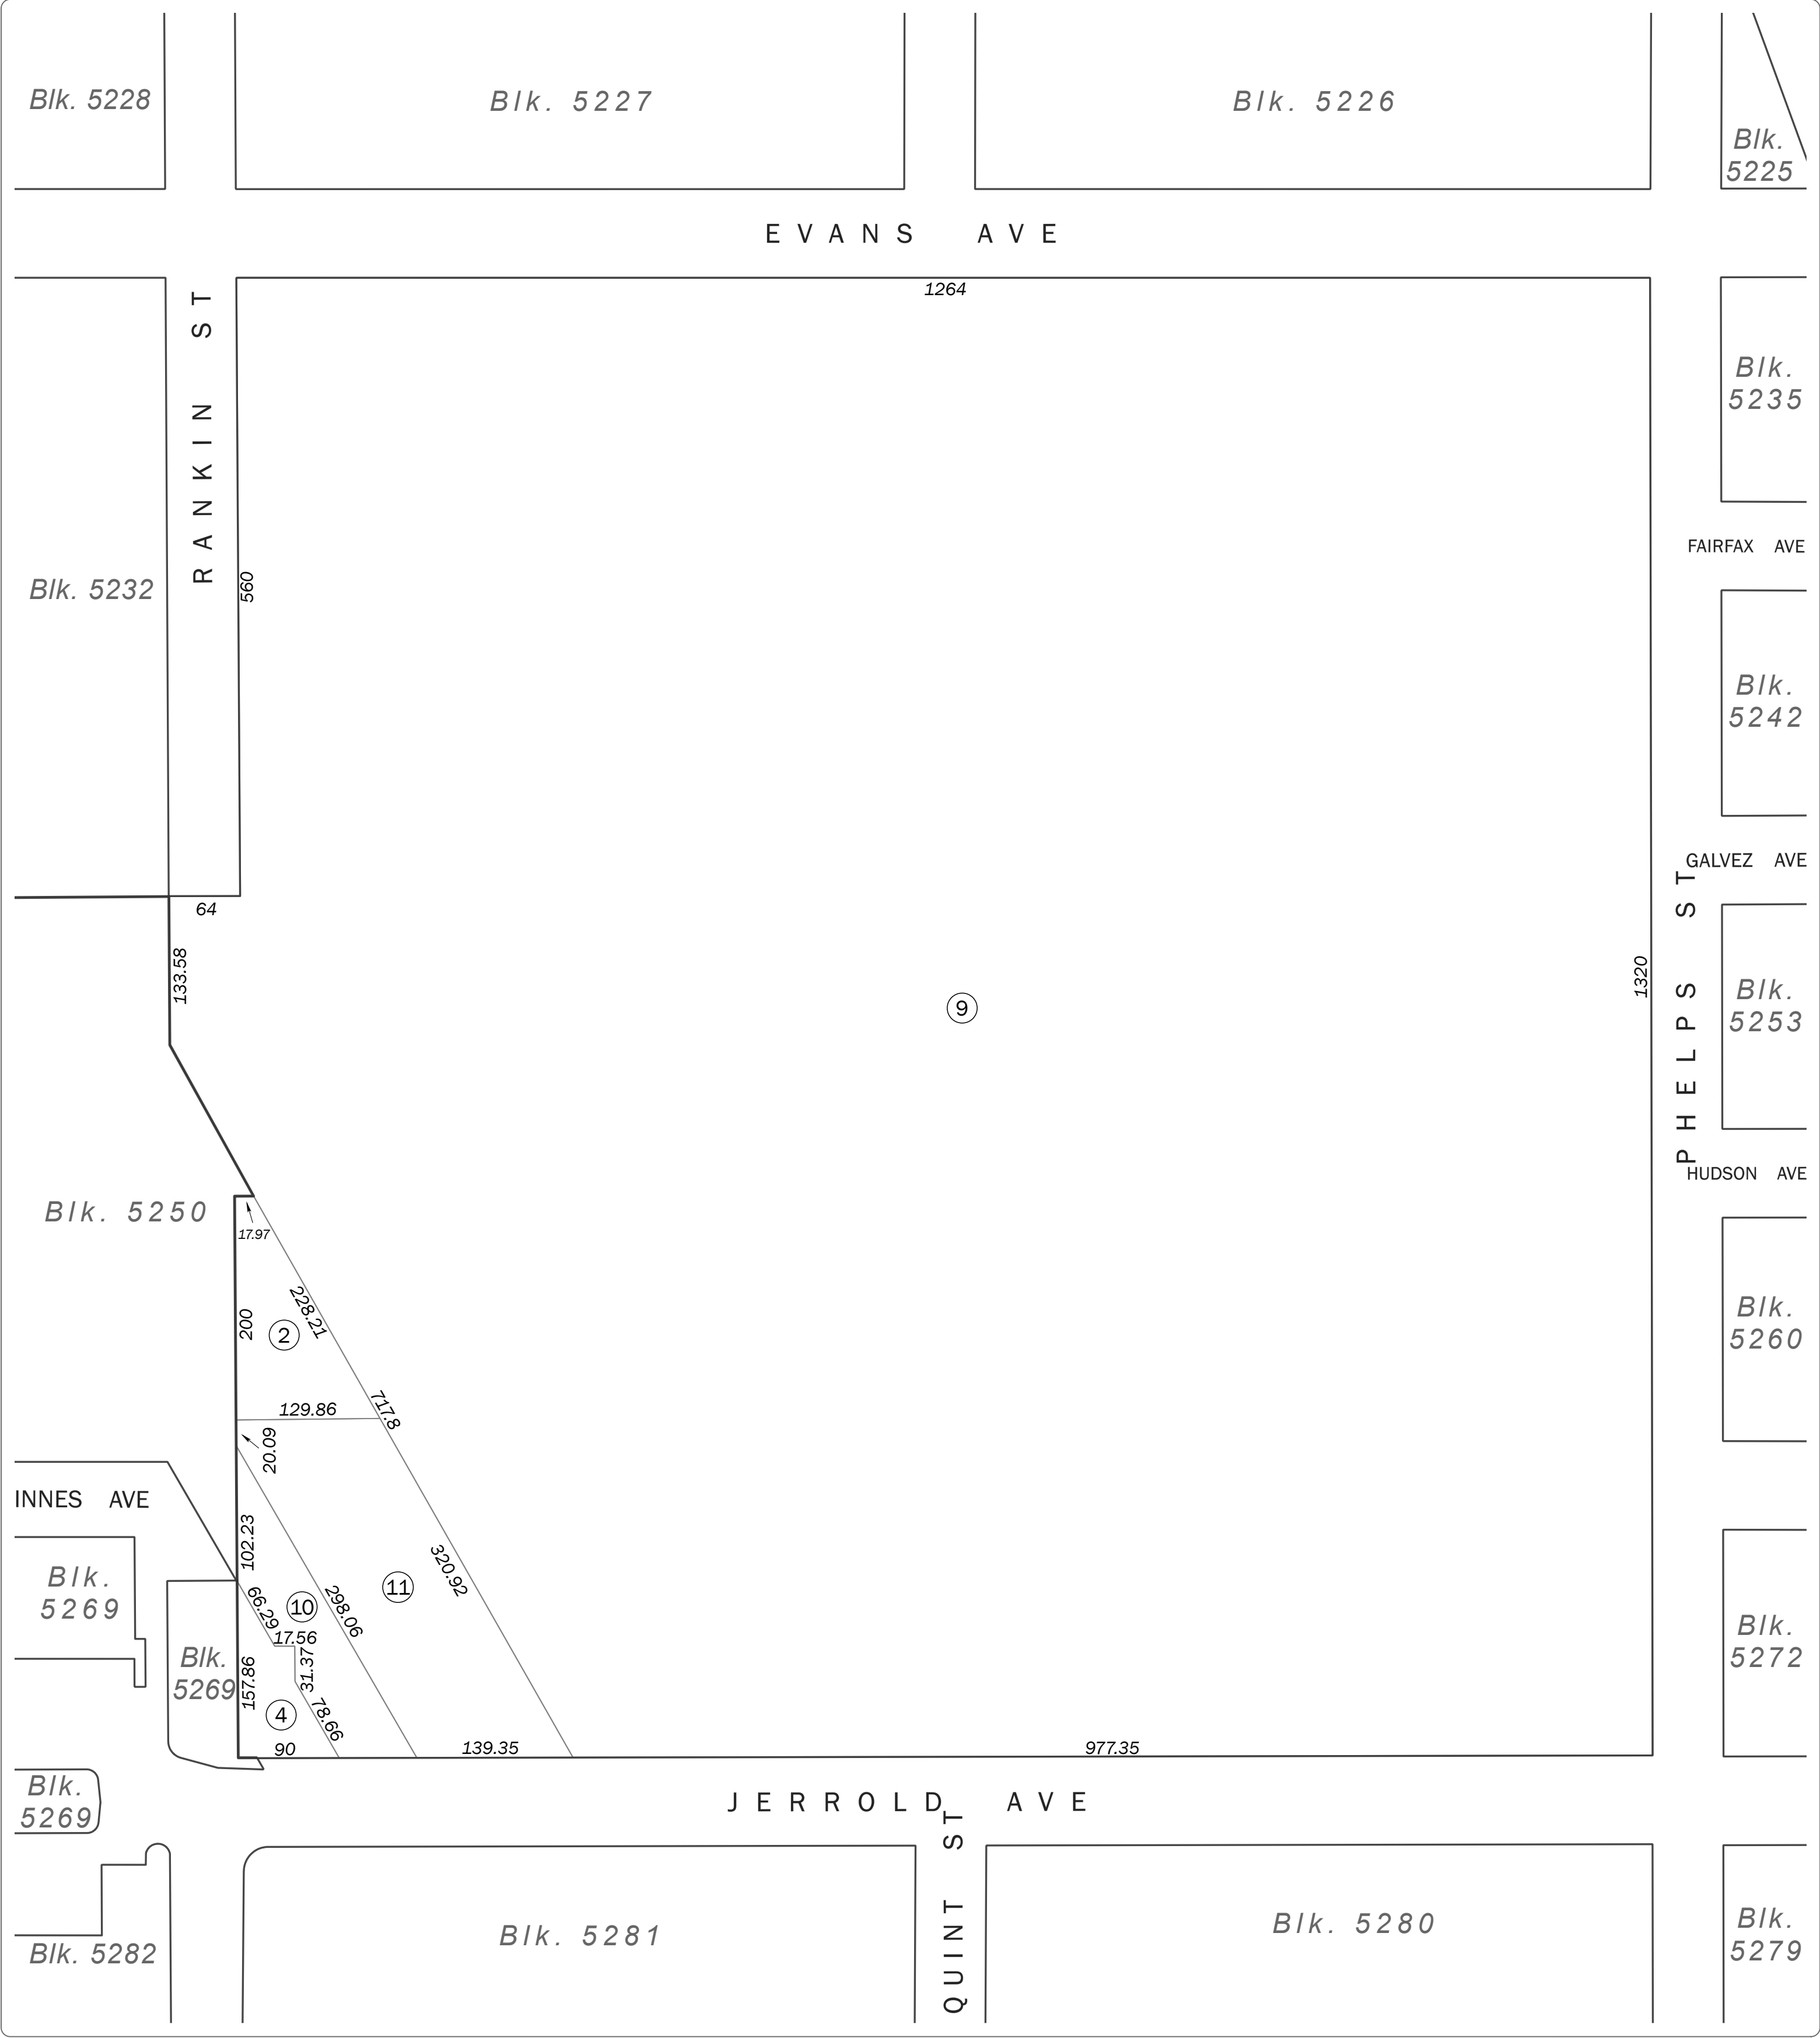 Blk. 5228
Blk. 5227
Blk. 5226
Blk.
5225
EVANS AVE
1264
RANKIN ST
560
Blk. 5232
Blk.
5235
FAIRFAX AVE
Blk.
5242
GALVEZ AVE
64
133.58
9
1320
PHELPS ST
Blk.
5253
HUDSON AVE
Blk. 5250
17.97
228.21
200
2
717.8
129.86
20.09
Blk.
5260
INNES AVE
102.23
320.92
Blk.
5269
66.29
10
298.06
11
17.56
31.37
Blk.
5269
157.86
4
78.66
90
139.35
977.35
Blk.
5272
Blk.
5269
JERROLD AVE
QUINT ST
Blk. 5282
Blk. 5281
Blk. 5280
Blk.
5279